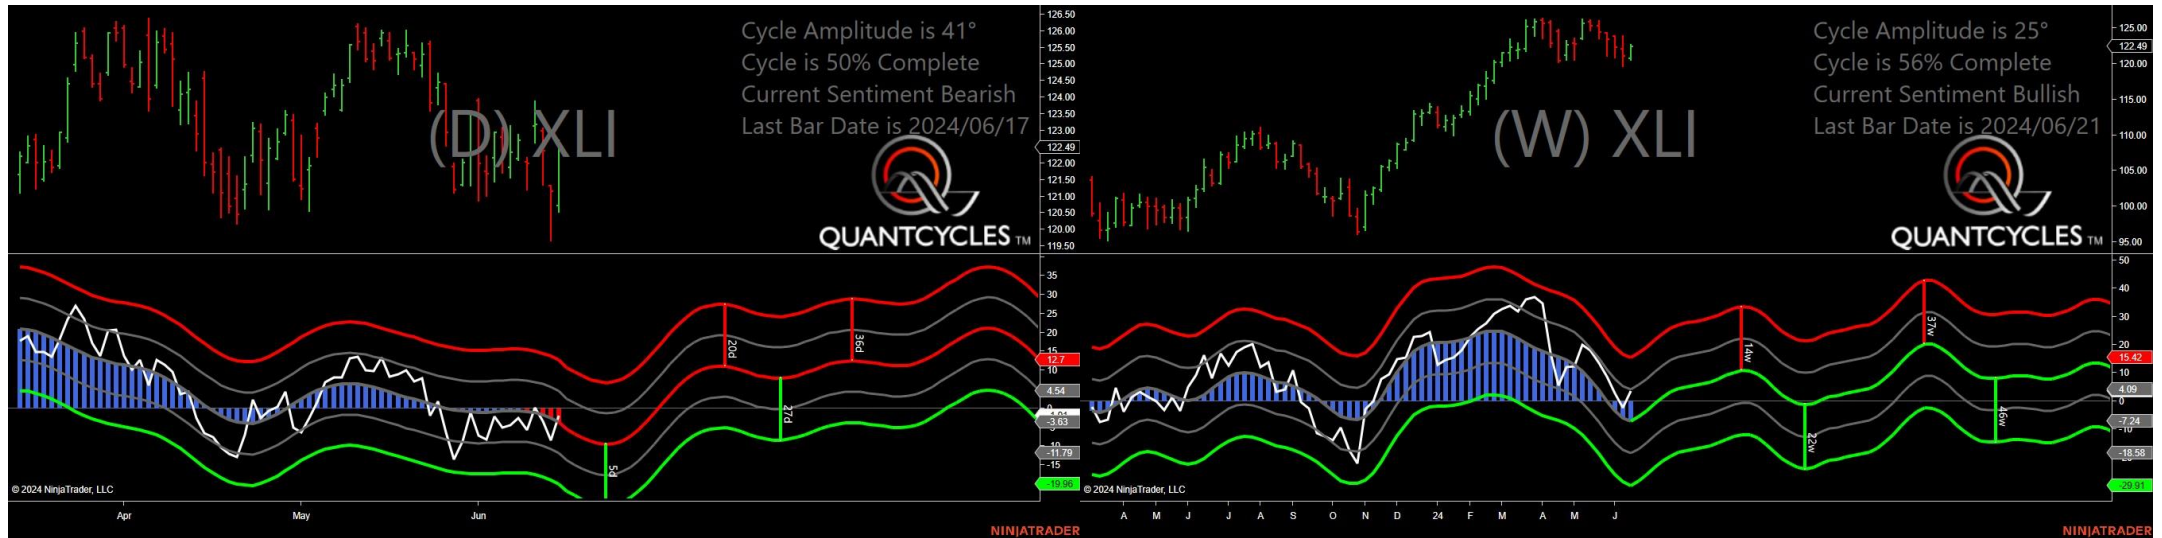 Cycle Amplitude is 41°
Cycle is 50% Complete
Current Sentiment Bearish
Last Bar Date is 2024/06/17
(D) XLI
QUANTCYCLES TM
126.50
126.00
125.50
125.00
124.50
124.00
123.50
123.00
122.49
122.00
121.50
121.00
120.50
120.00
119.50
35
30
25
20
12.7
10
4.54
0
-3.63
-10
-11.79
-15
-19.96
20d
36d
27d
5d
© 2024 NinjaTrader, LLC
Apr May Jun
NINJATRADER
Cycle Amplitude is 25°
Cycle is 56% Complete
Current Sentiment Bullish
Last Bar Date is 2024/06/21
(W) XLI
QUANTCYCLES TM
125.00
122.49
120.00
115.00
110.00
105.00
100.00
95.00
50
40
30
20
15.42
10
4.09
0
-7.24
-10
-18.58
-29.91
14w
37w
22w
46w
© 2024 NinjaTrader, LLC
A M J J A S O N D 24 F M A M J
NINJATRADER